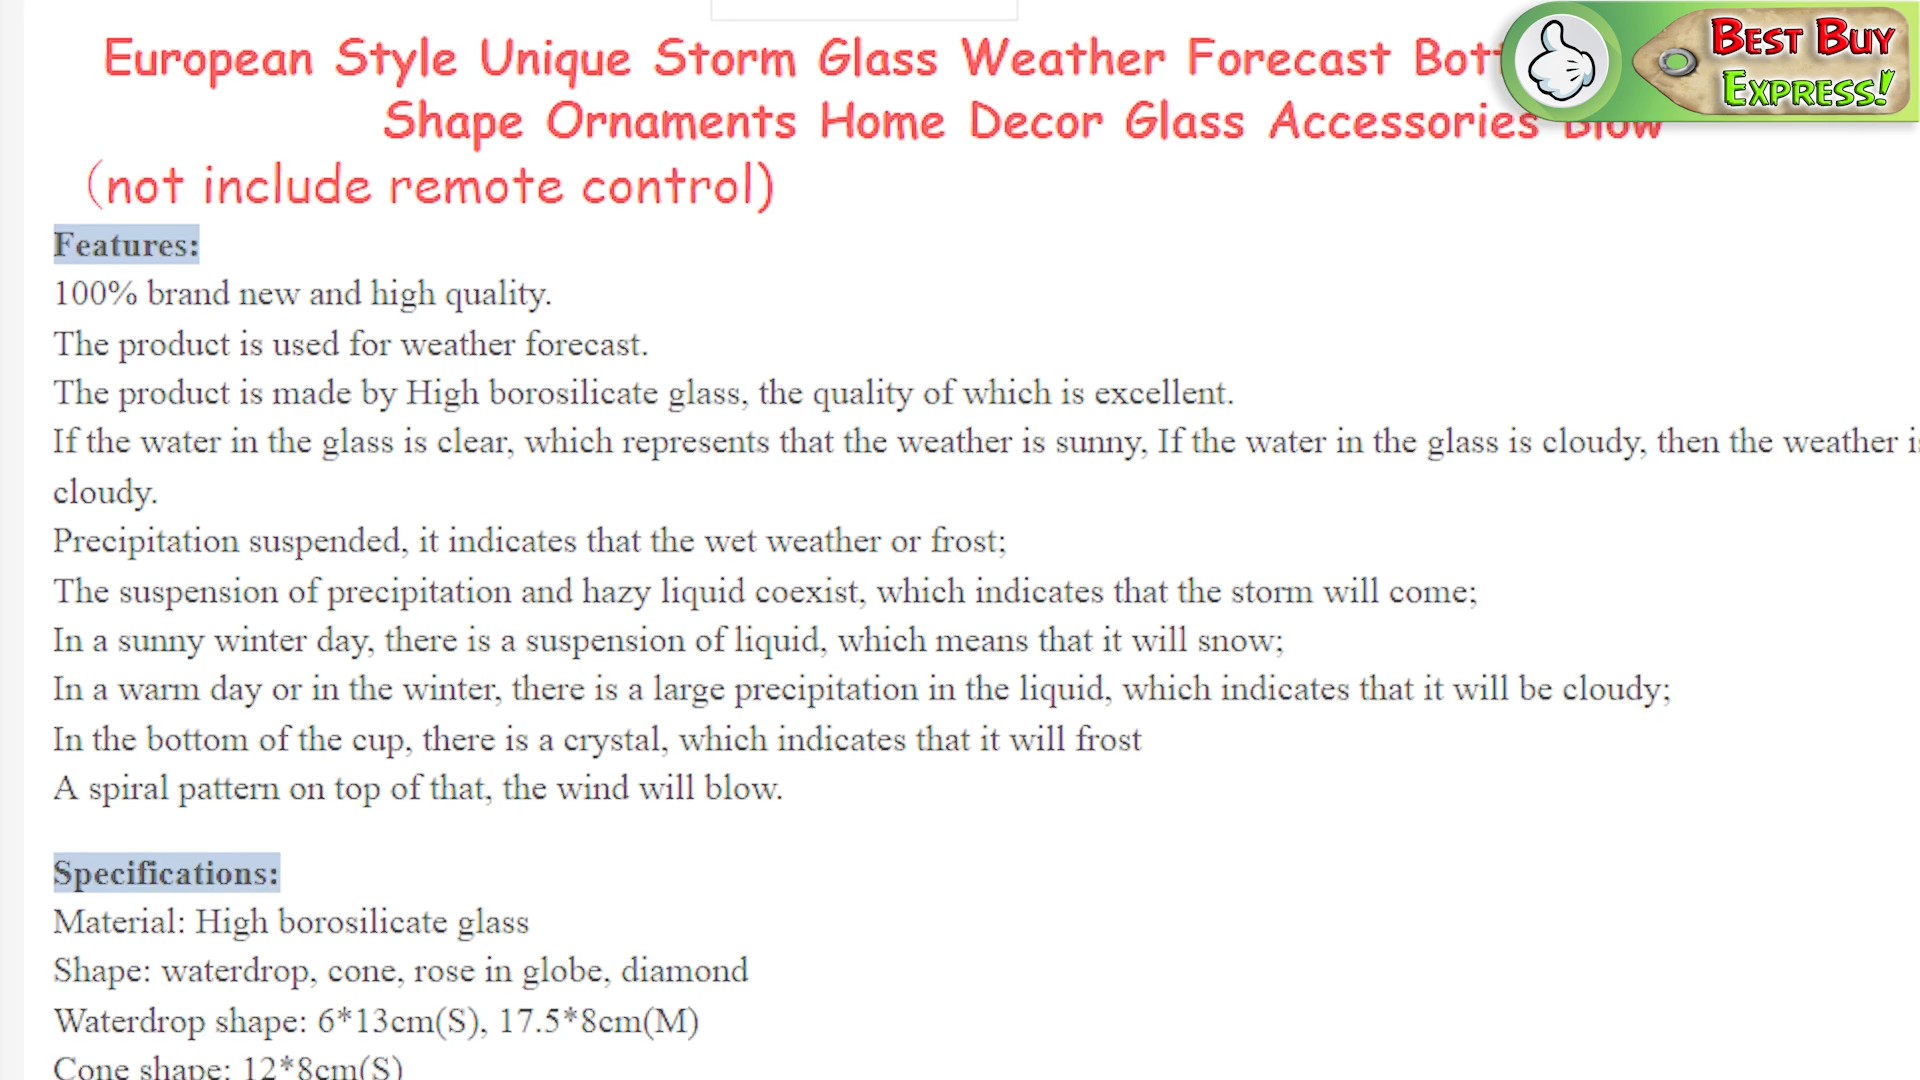 European Style Unique Storm Glass Weather Forecast
Shape Ornaments Home Decor Glass Accessories Blow
(not include remote control)
BEST BUY
EXPRESS!
Features:
100% brand new and high quality.
The product is used for weather forecast.
The product is made by High borosilicate glass, the quality of which is excellent.
If the water in the glass is clear, which represents that the weather is sunny, If the water in the glass is cloudy, then the weather is
cloudy.
Precipitation suspended, it indicates that the wet weather or frost;
The suspension of precipitation and hazy liquid coexist, which indicates that the storm will come;
In a sunny winter day, there is a suspension of liquid, which means that it will snow;
In a warm day or in the winter, there is a large precipitation in the liquid, which indicates that it will be cloudy;
In the bottom of the cup, there is a crystal, which indicates that it will frost
A spiral pattern on top of that, the wind will blow.
Specifications:
Material: High borosilicate glass
Shape: waterdrop, cone, rose in globe, diamond
Waterdrop shape: 6*13cm(S), 17.5*8cm(M)
Cone shape: 12*8cm(S)